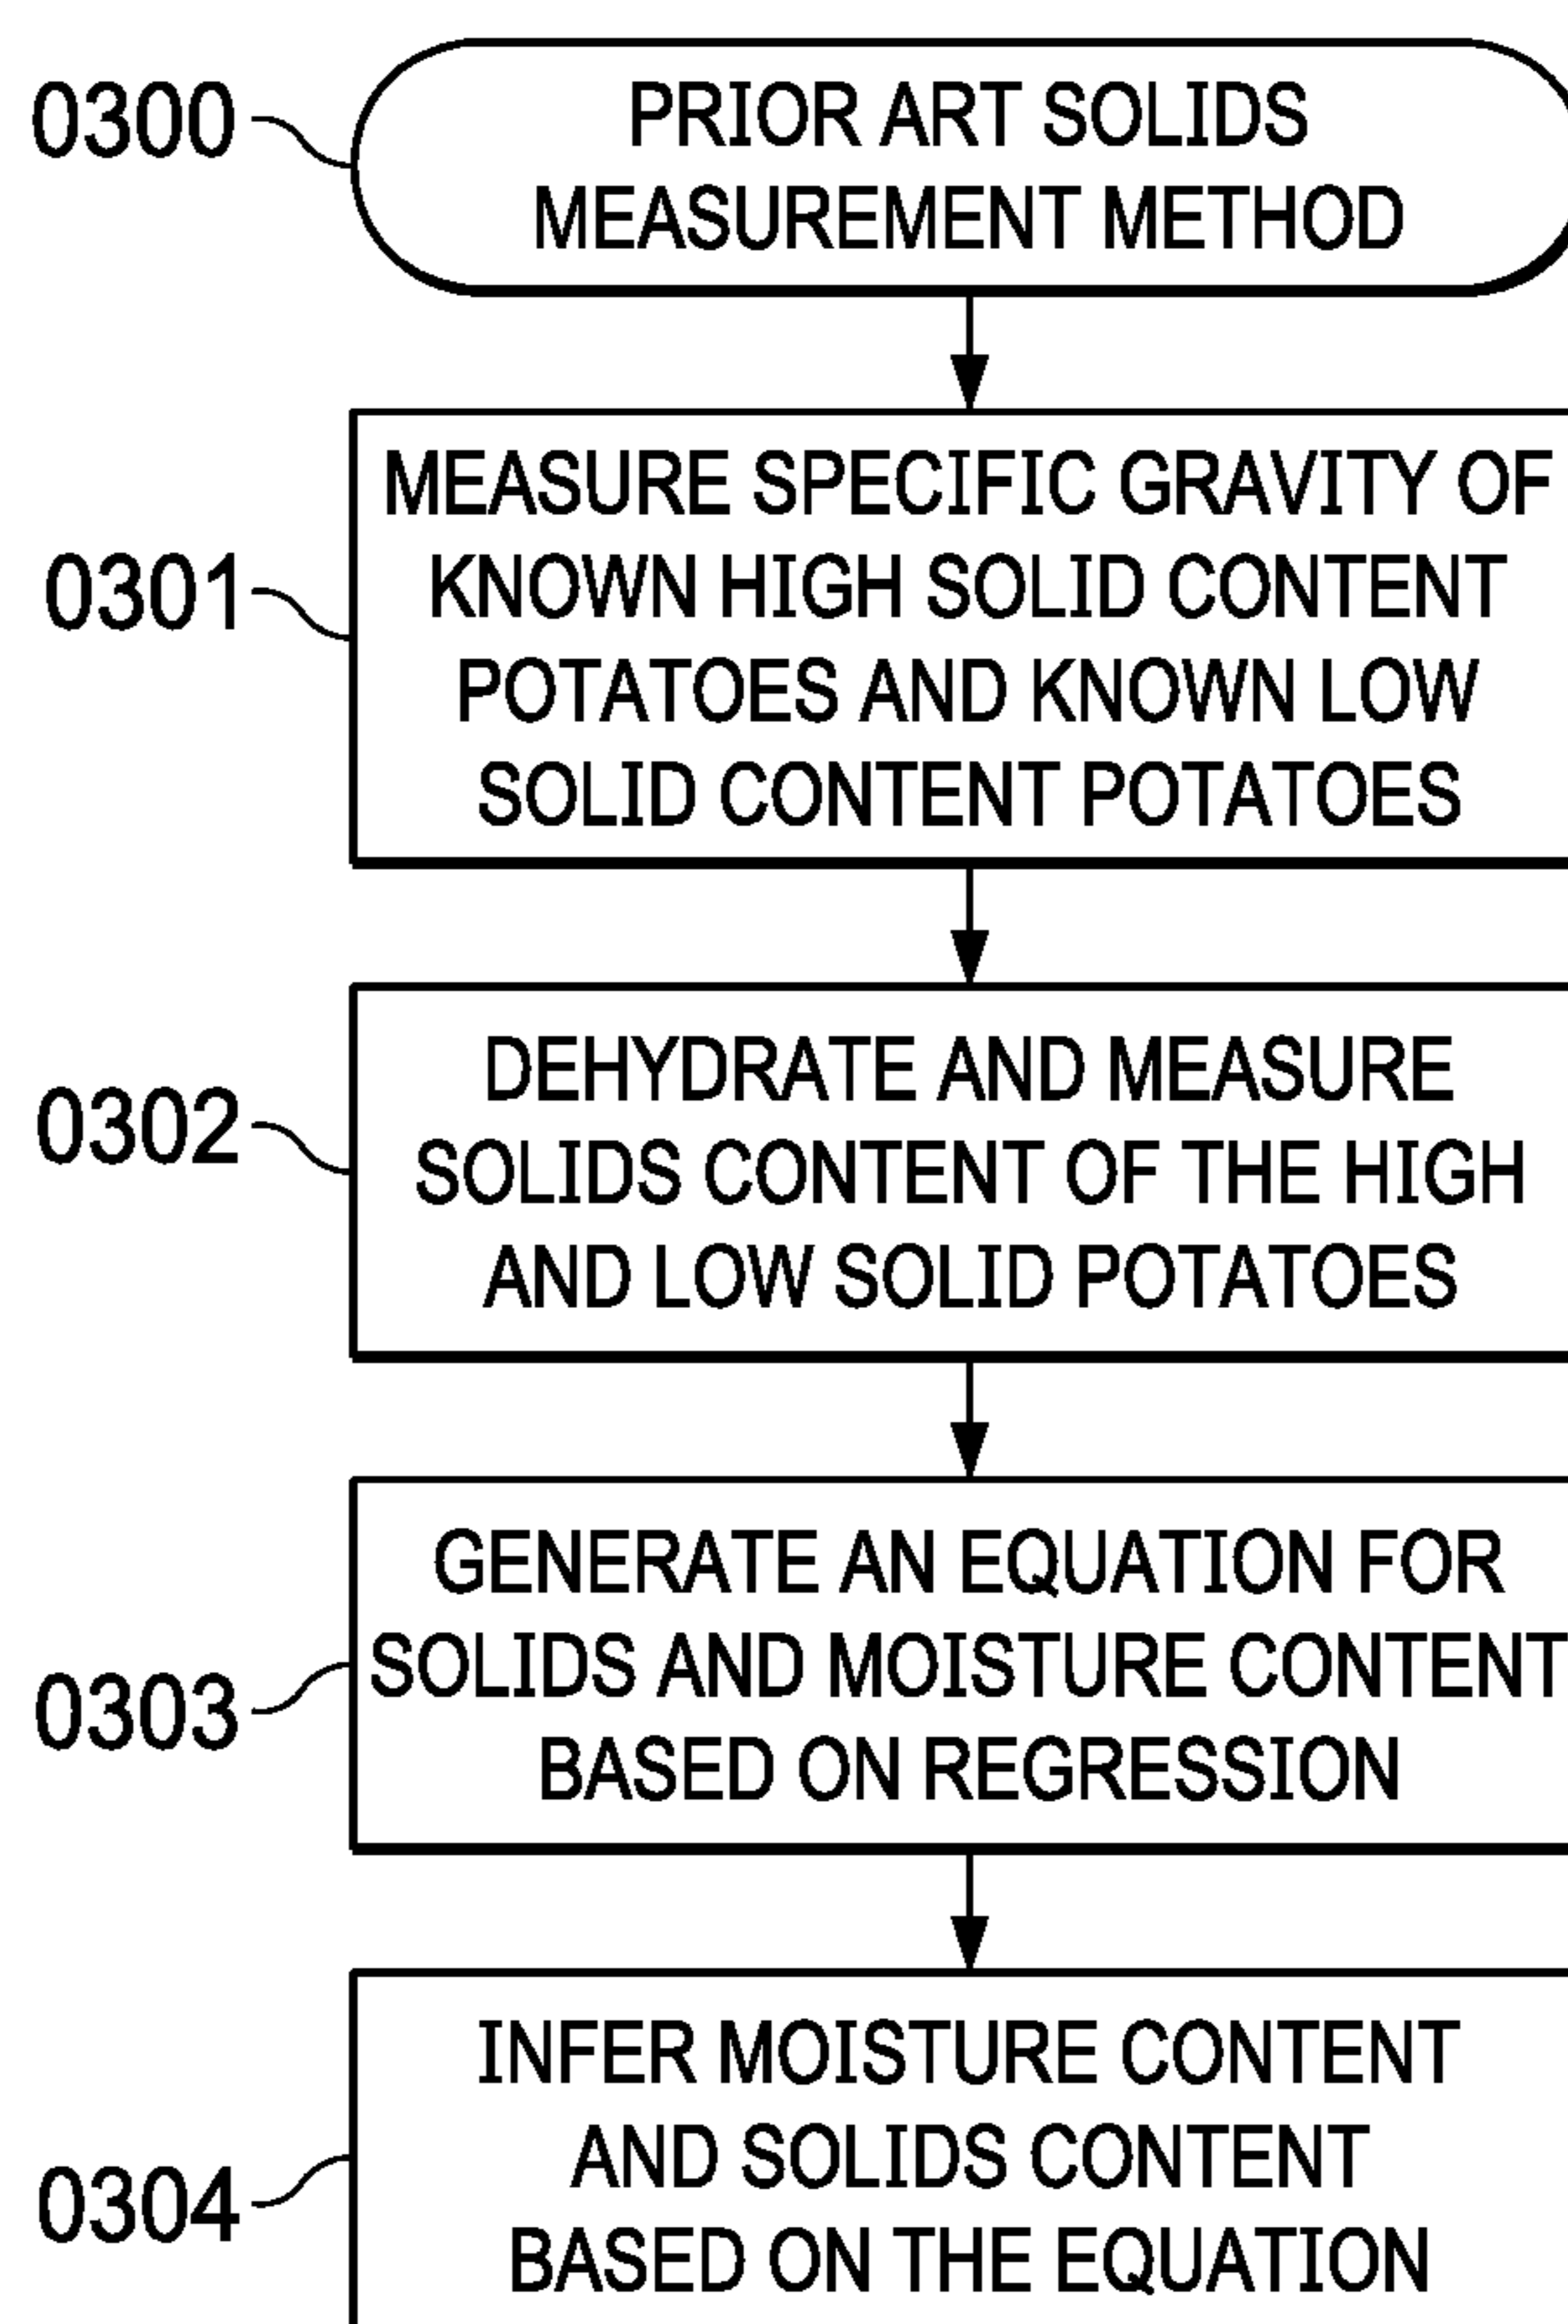 0300
PRIOR ART SOLIDS
MEASUREMENT METHOD
0301
MEASURE SPECIFIC GRAVITY OF
KNOWN HIGH SOLID CONTENT
POTATOES AND KNOWN LOW
SOLID CONTENT POTATOES
0302
DEHYDRATE AND MEASURE
SOLIDS CONTENT OF THE HIGH
AND LOW SOLID POTATOES
0303
GENERATE AN EQUATION FOR
SOLIDS AND MOISTURE CONTENT
BASED ON REGRESSION
0304
INFER MOISTURE CONTENT
AND SOLIDS CONTENT
BASED ON THE EQUATION